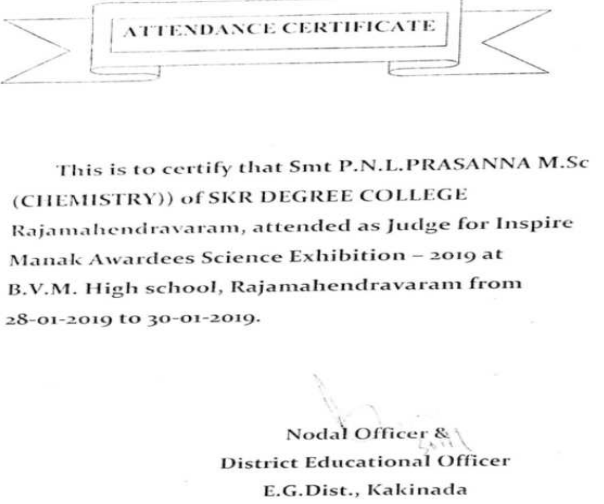 ATTENDANCE CERTIFICATE
This is to certify that Smt P.N.L.PRASANNA M.Sc
(CHEMISTRY)) of SKR DEGREE COLLEGE
Rajamahendravaram, attended as Judge for Inspire
Manak Awardees Science Exhibition – 2019 at
B.V.M. High school, Rajamahendravaram from
28-01-2019 to 30-01-2019.
Nodal Officer &
District Educational Officer
E.G.Dist., Kakinada